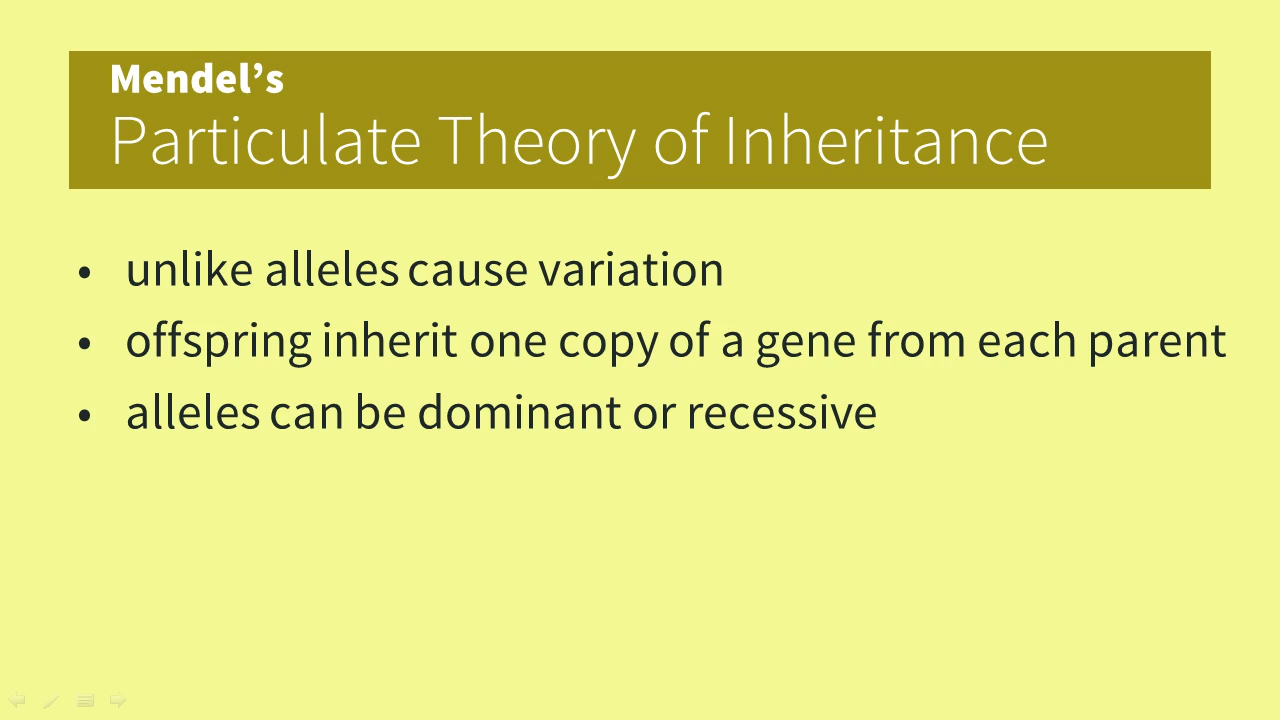 Mendel’s
Particulate Theory of Inheritance
• unlike alleles cause variation
• offspring inherit one copy of a gene from each parent
• alleles can be dominant or recessive